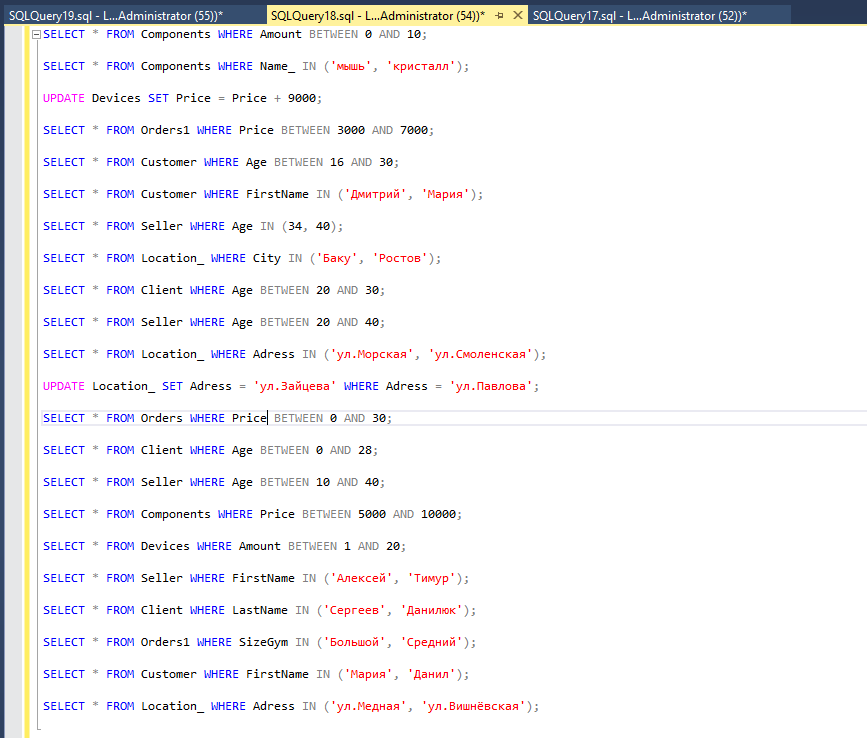 SQLQuery19.sql - L...Administrator (55))* SQLQuery18.sql - L...Administrator (54))* SQLQuery17.sql - L...Administrator (52))*
SELECT * FROM Components WHERE Amount BETWEEN 0 AND 10;
SELECT * FROM Components WHERE Name_ IN ('мышь', 'кристалл');
UPDATE Devices SET Price = Price + 9000;
SELECT * FROM Orders1 WHERE Price BETWEEN 3000 AND 7000;
SELECT * FROM Customer WHERE Age BETWEEN 16 AND 30;
SELECT * FROM Customer WHERE FirstName IN ('Дмитрий', 'Мария');
SELECT * FROM Seller WHERE Age IN (34, 40);
SELECT * FROM Location_ WHERE City IN ('Баку', 'Ростов');
SELECT * FROM Client WHERE Age BETWEEN 20 AND 30;
SELECT * FROM Seller WHERE Age BETWEEN 20 AND 40;
SELECT * FROM Location_ WHERE Adress IN ('ул.Морская', 'ул.Смоленская');
UPDATE Location_ SET Adress = 'ул.Зайцева' WHERE Adress = 'ул.Павлова';
SELECT * FROM Orders WHERE Price BETWEEN 0 AND 30;
SELECT * FROM Client WHERE Age BETWEEN 0 AND 28;
SELECT * FROM Seller WHERE Age BETWEEN 10 AND 40;
SELECT * FROM Components WHERE Price BETWEEN 5000 AND 10000;
SELECT * FROM Devices WHERE Amount BETWEEN 1 AND 20;
SELECT * FROM Seller WHERE FirstName IN ('Алексей', 'Тимур');
SELECT * FROM Client WHERE LastName IN ('Сергеев', 'Данилюк');
SELECT * FROM Orders1 WHERE SizeGym IN ('Большой', 'Средний');
SELECT * FROM Customer WHERE FirstName IN ('Мария', 'Данил');
SELECT * FROM Location_ WHERE Adress IN ('ул.Медная', 'ул.Вишнёвская');